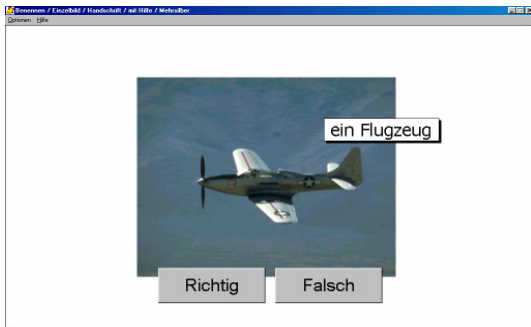 Benennen / Einzelbild / Handschrift / mit Hilfe / Mehrsilber
Optionen Hilfe
ein Flugzeug
Richtig Falsch